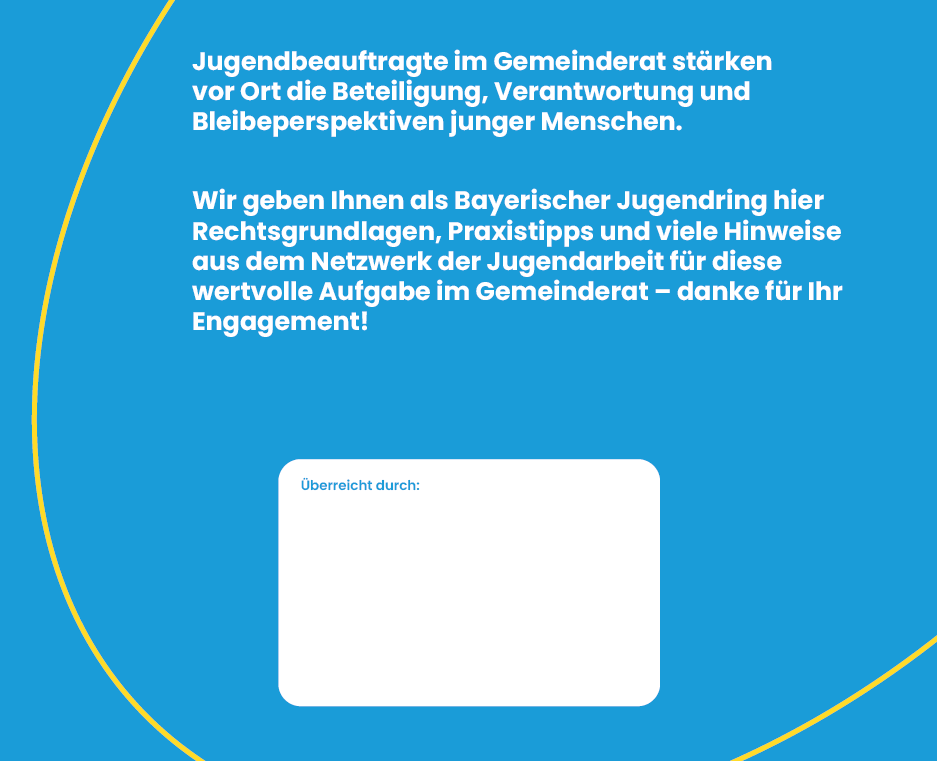 Jugendbeauftragte im Gemeinderat stärken
vor Ort die Beteiligung, Verantwortung und
Bleibeperspektiven junger Menschen.
Wir geben Ihnen als Bayerischer Jugendring hier
Rechtsgrundlagen, Praxistipps und viele Hinweise
aus dem Netzwerk der Jugendarbeit für diese
wertvolle Aufgabe im Gemeinderat – danke für Ihr
Engagement!
Überreicht durch: